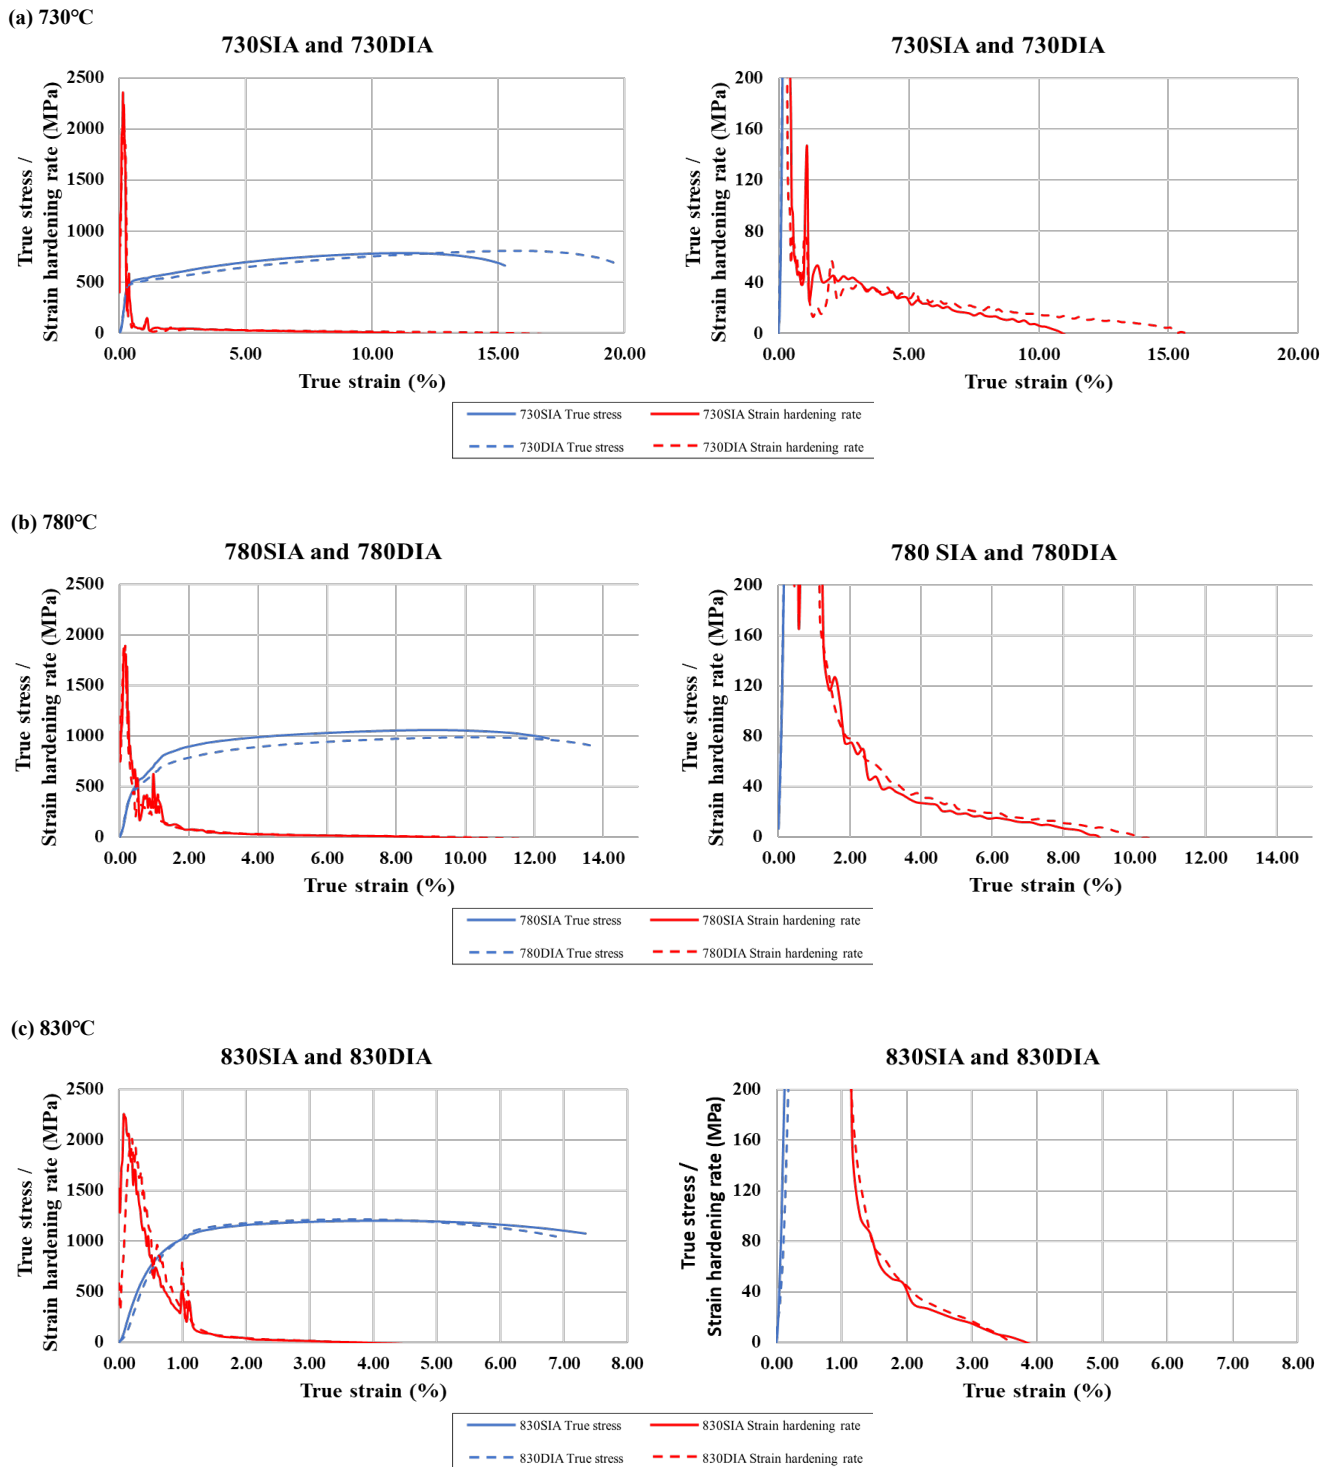 (a) 730°C
730SIA and 730DIA
2500
2000
1500
1000
500
0
0.00 5.00 10.00 15.00 20.00
True stress /
Strain hardening rate (MPa)
True strain (%)
730SIA and 730DIA
200
160
120
80
40
0
0.00 5.00 10.00 15.00 20.00
True stress /
Strain hardening rate (MPa)
True strain (%)
730SIA True stress 730SIA Strain hardening rate
730DIA True stress 730DIA Strain hardening rate
(b) 780°C
780SIA and 780DIA
2500
2000
1500
1000
500
0
0.00 2.00 4.00 6.00 8.00 10.00 12.00 14.00
True stress /
Strain hardening rate (MPa)
True strain (%)
780 SIA and 780DIA
200
160
120
80
40
0
0.00 2.00 4.00 6.00 8.00 10.00 12.00 14.00
True stress /
Strain hardening rate (MPa)
True strain (%)
780SIA True stress 780SIA Strain hardening rate
780DIA True stress 780DIA Strain hardening rate
(c) 830°C
830SIA and 830DIA
2500
2000
1500
1000
500
0
0.00 1.00 2.00 3.00 4.00 5.00 6.00 7.00 8.00
True stress /
Strain hardening rate (MPa)
True strain (%)
830SIA and 830DIA
200
160
120
80
40
0
0.00 1.00 2.00 3.00 4.00 5.00 6.00 7.00 8.00
True stress /
Strain hardening rate (MPa)
True strain (%)
830SIA True stress 830SIA Strain hardening rate
830DIA True stress 830DIA Strain hardening rate